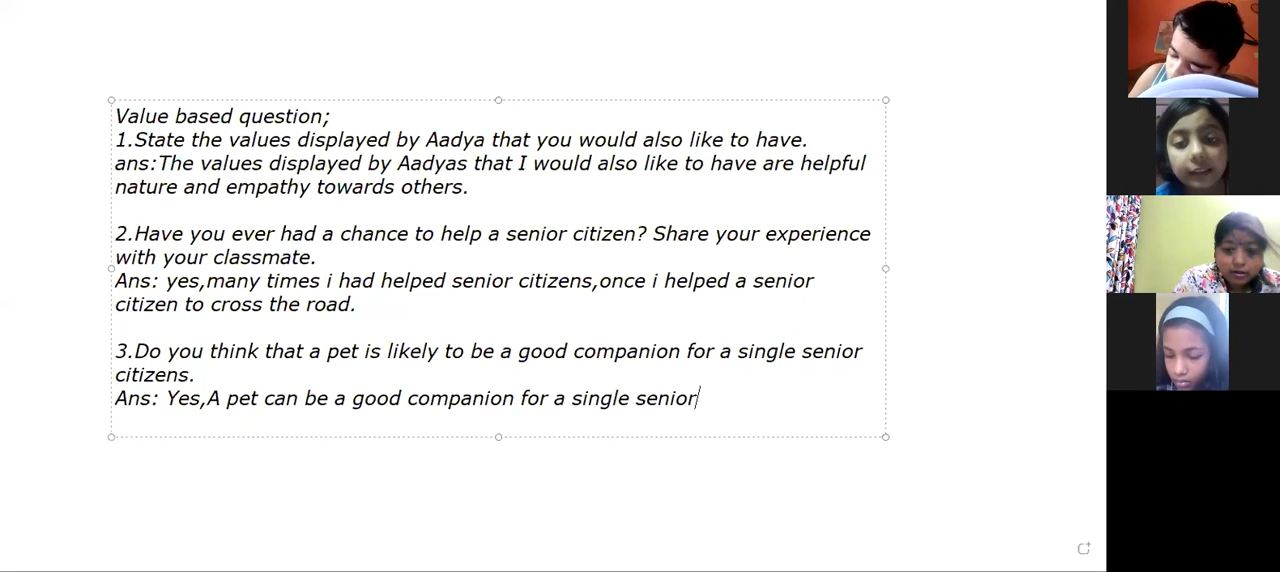 Value based question;
1.State the values displayed by Aadya that you would also like to have.
ans:The values displayed by Aadyas that I would also like to have are helpful
nature and empathy towards others.
2.Have you ever had a chance to help a senior citizen? Share your experience
with your classmate.
Ans: yes,many times i had helped senior citizens,once i helped a senior
citizen to cross the road.
3.Do you think that a pet is likely to be a good companion for a single senior
citizens.
Ans: Yes,A pet can be a good companion for a single senior